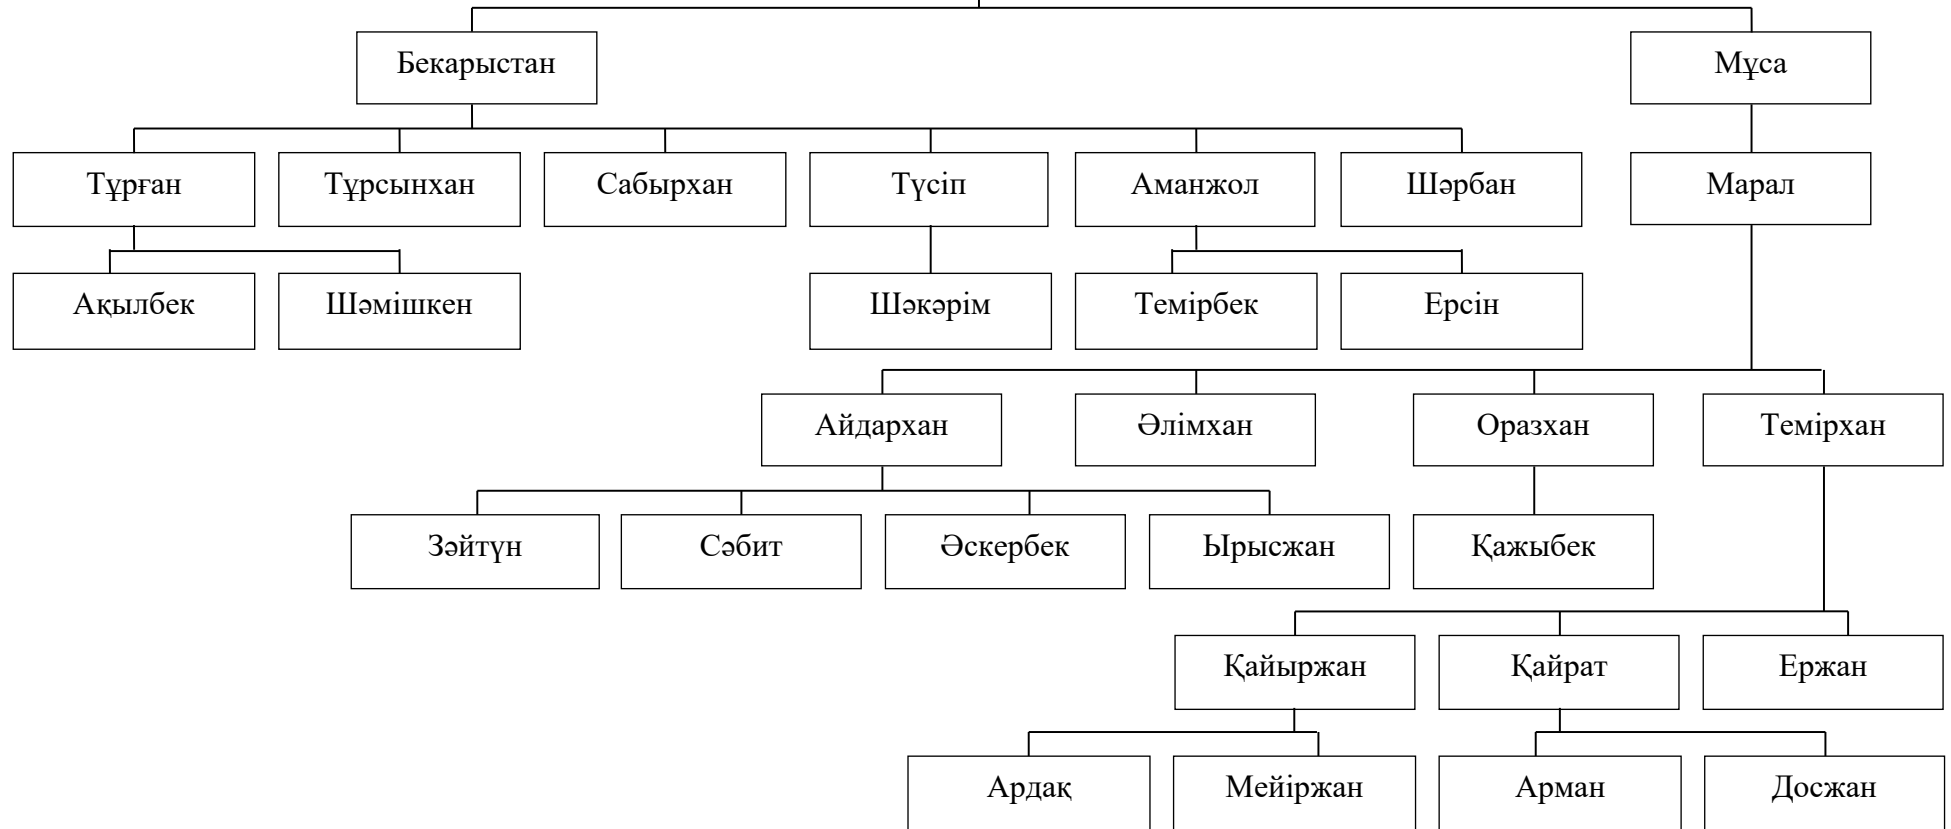 Бекарыстан Мұса
Тұрған Тұрсынхан Сабырхан Түсіп Аманжол Шәрбан Марал
Ақылбек Шәмішкен Шәкәрім Темірбек Ерсін
Айдархан Әлімхан Оразхан Темірхан
Зәйтүн Сәбит Әскербек Ырысжан Қажыбек
Қайыржан Қайрат Ержан
Ардақ Мейіржан Арман Досжан